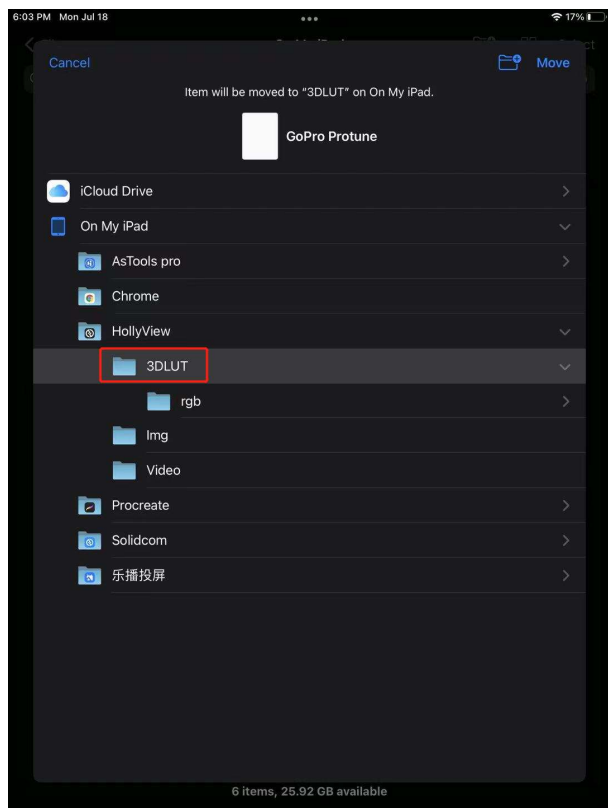 6:03 PM Mon Jul 18
17%
Cancel
Move
Item will be moved to “3DLUT” on On My iPad.
GoPro Protune
iCloud Drive
On My iPad
AsTools pro
Chrome
HollyView
3DLUT
rgb
Img
Video
Procreate
Solidcom
乐播投屏
6 items, 25.92 GB available